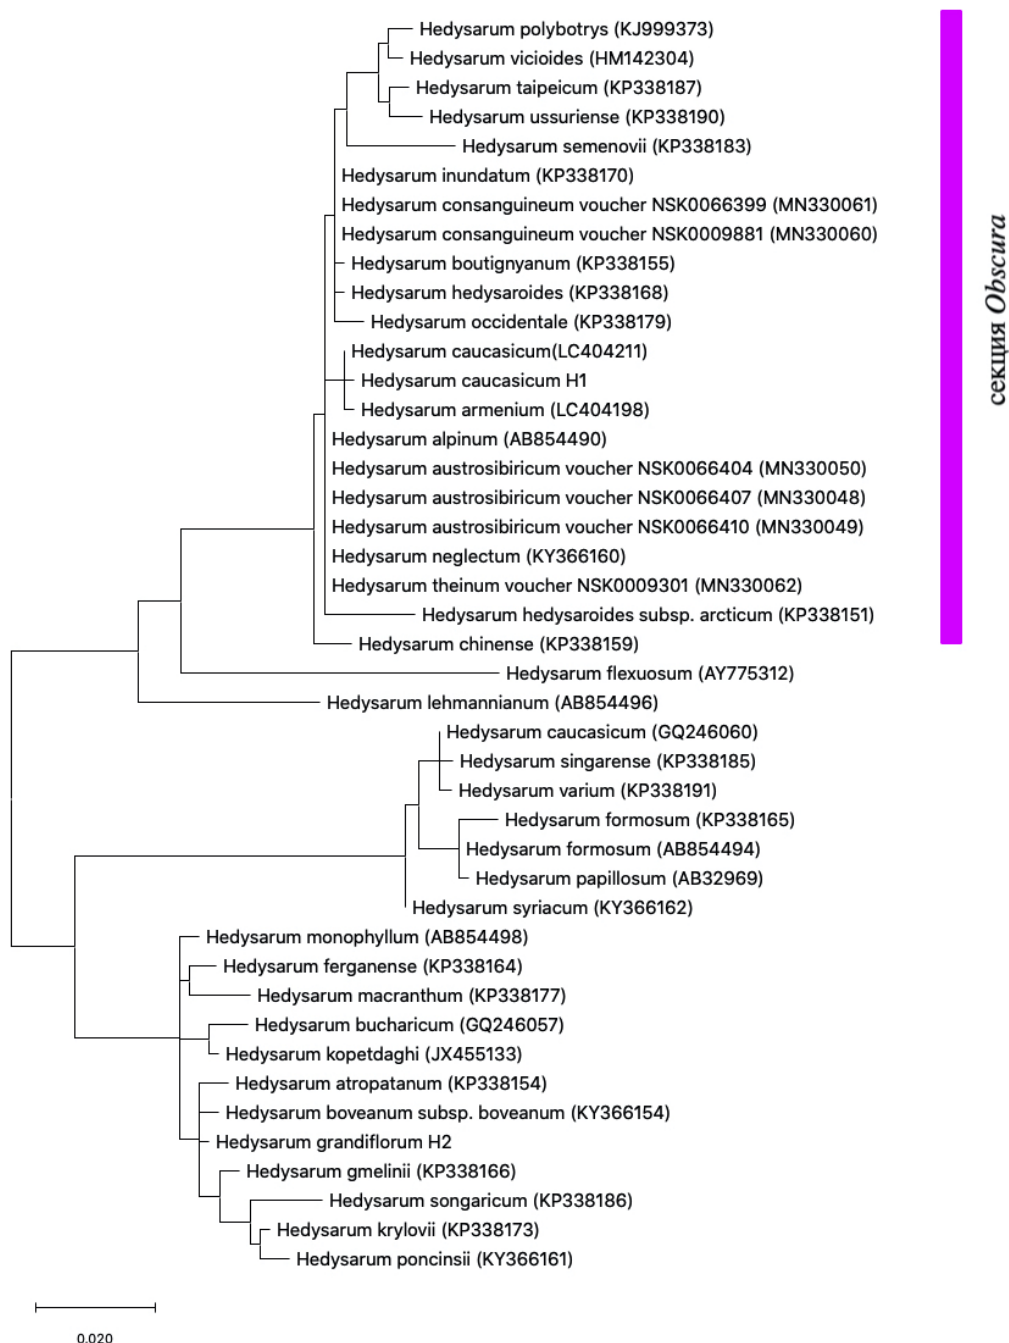 Hedysarum polybotrys (KJ999373)
Hedysarum vicioides (HM142304)
Hedysarum taipeicum (KP338187)
Hedysarum ussuriense (KP338190)
Hedysarum semenovii (KP338183)
Hedysarum inundatum (KP338170)
Hedysarum consanguineum voucher NSK0066399 (MN330061)
Hedysarum consanguineum voucher NSK0009881 (MN330060)
Hedysarum boutignyanum (KP338155)
Hedysarum hedysaroides (KP338168)
Hedysarum occidentale (KP338179)
Hedysarum caucasicum(LC404211)
Hedysarum caucasicum H1
Hedysarum armenium (LC404198)
Hedysarum alpinum (AB854490)
Hedysarum austrosibiricum voucher NSK0066404 (MN330050)
Hedysarum austrosibiricum voucher NSK0066407 (MN330048)
Hedysarum austrosibiricum voucher NSK0066410 (MN330049)
Hedysarum neglectum (KY366160)
Hedysarum theinum voucher NSK0009301 (MN330062)
Hedysarum hedysaroides subsp. arcticum (KP338151)
Hedysarum chinense (KP338159)
Hedysarum flexuosum (AY775312)
Hedysarum lehmannianum (AB854496)
Hedysarum caucasicum (GQ246060)
Hedysarum singarense (KP338185)
Hedysarum varium (KP338191)
Hedysarum formosum (KP338165)
Hedysarum formosum (AB854494)
Hedysarum papillosum (AB32969)
Hedysarum syriacum (KY366162)
Hedysarum monophyllum (AB854498)
Hedysarum ferganense (KP338164)
Hedysarum macranthum (KP338177)
Hedysarum bucharicum (GQ246057)
Hedysarum kopetdaghi (JX455133)
Hedysarum atropatanum (KP338154)
Hedysarum boveanum subsp. boveanum (KY366154)
Hedysarum grandiflorum H2
Hedysarum gmelinii (KP338166)
Hedysarum songaricum (KP338186)
Hedysarum krylovii (KP338173)
Hedysarum poncinsii (KY366161)
0.020
секция Obscura